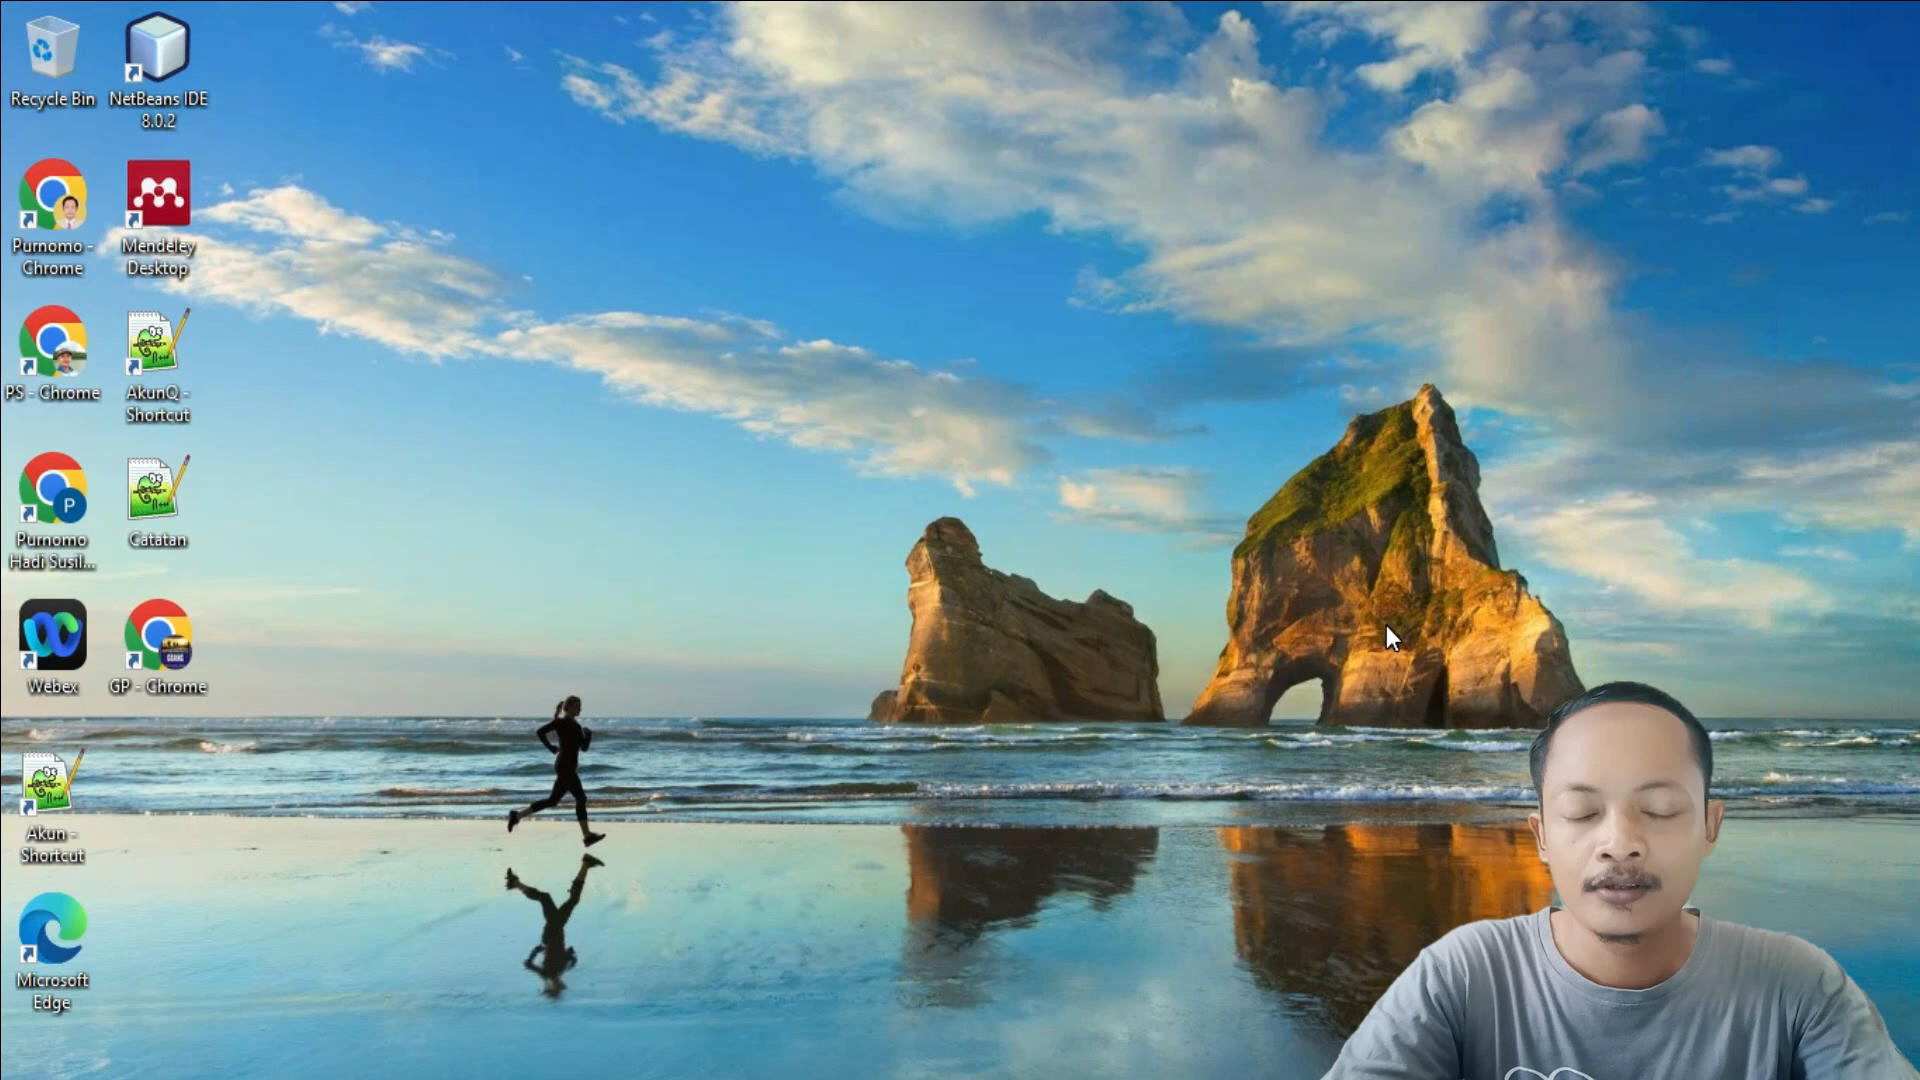 Recycle Bin
NetBeans IDE
8.0.2
Purnomo -
Chrome
Mendeley
Desktop
PS - Chrome
AkunQ -
Shortcut
P
Purnomo
Hadi Susil...
Catatan
Webex
GP - Chrome
Akun -
Shortcut
Microsoft
Edge